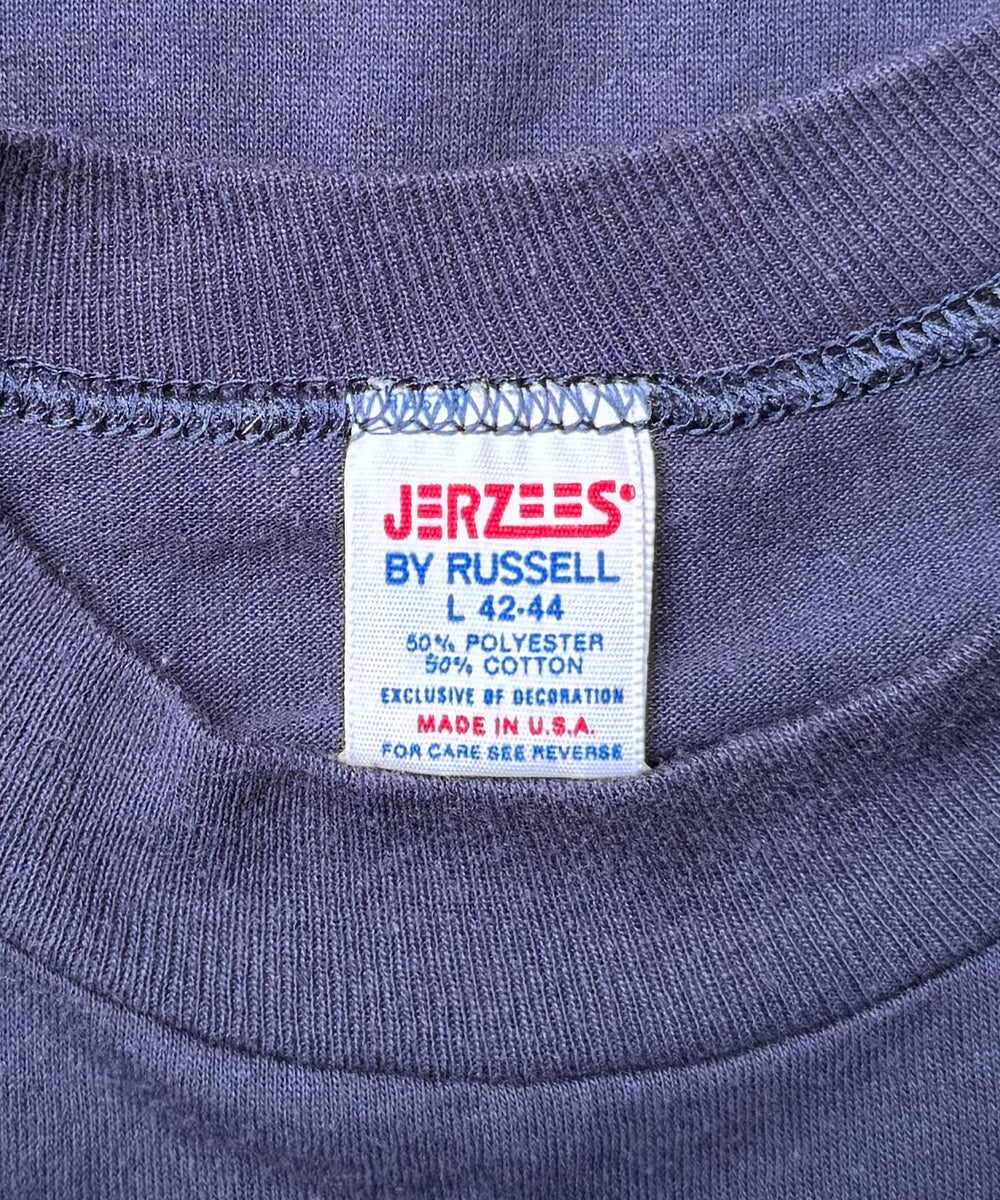 JERZEES®
BY RUSSELL
L 42-44
50% POLYESTER
50% COTTON
EXCLUSIVE OF DECORATION
MADE IN U.S.A.
FOR CARE SEE REVERSE